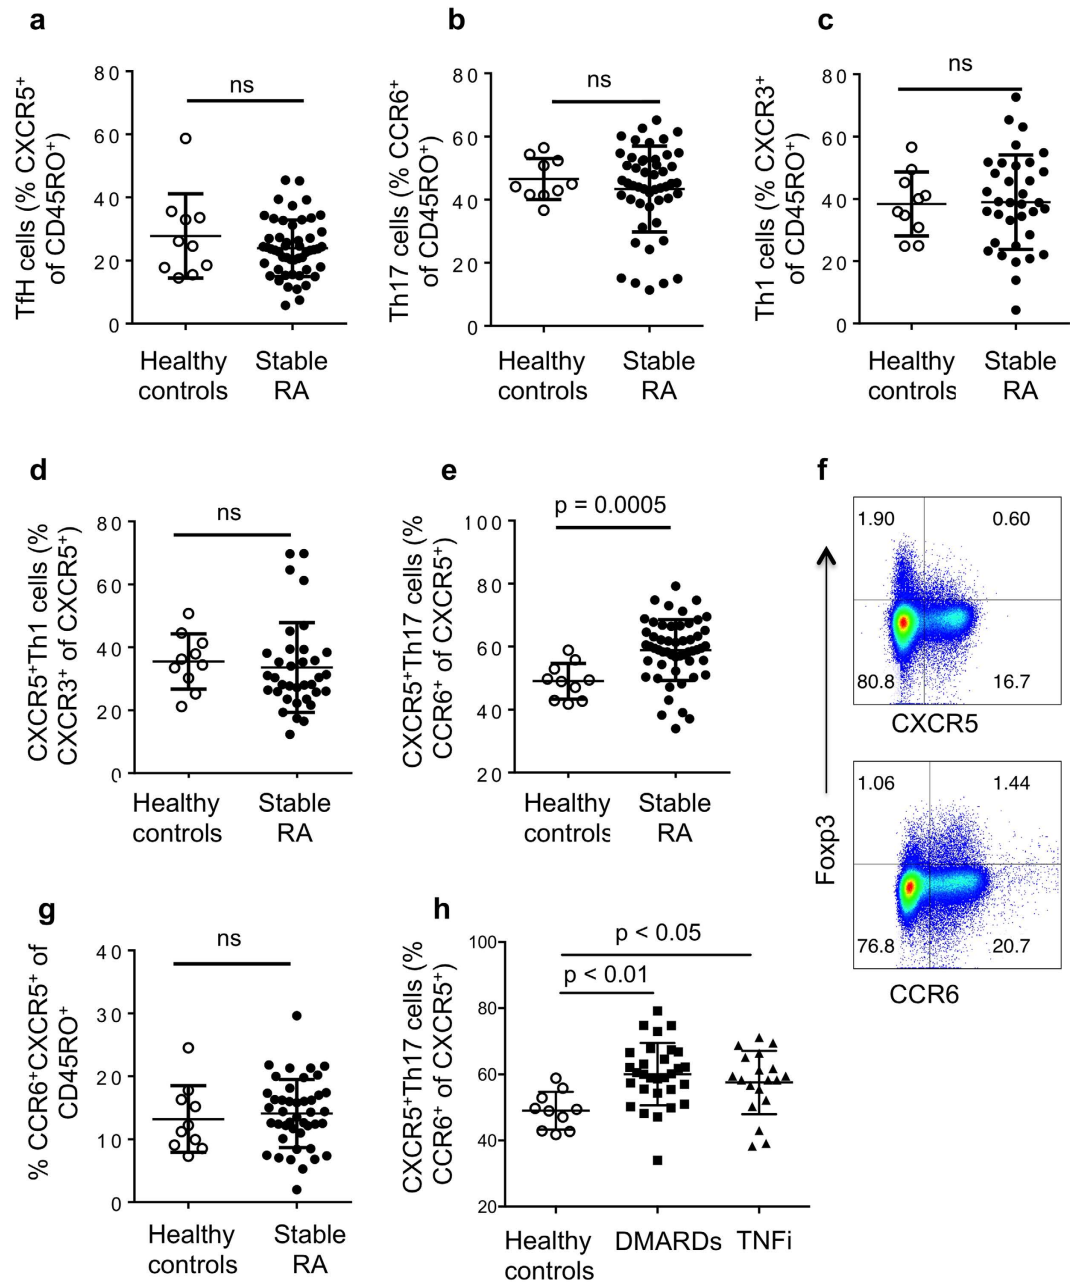 a
TfH cells (% CXCR5⁺
of CD45RO⁺)
80
60
40
20
0
ns
Healthy
controls
Stable
RA
b
Th17 cells (% CCR6⁺
of CD45RO⁺)
80
60
40
20
0
ns
Healthy
controls
Stable
RA
c
Th1 cells (% CXCR3⁺
of CD45RO⁺)
80
60
40
20
0
ns
Healthy
controls
Stable
RA
d
CXCR5⁺Th1 cells (%
CXCR3⁺ of CXCR5⁺)
80
60
40
20
0
ns
Healthy
controls
Stable
RA
e
CXCR5⁺Th17 cells (%
CCR6⁺ of CXCR5⁺)
100
80
60
40
20
p = 0.0005
Healthy
controls
Stable
RA
f
1.90 0.60
80.8 16.7
CXCR5
Foxp3
1.06 1.44
76.8 20.7
CCR6
g
% CCR6⁺CXCR5⁺ of
CD45RO⁺
40
30
20
10
0
ns
Healthy
controls
Stable
RA
h
CXCR5⁺Th17 cells (%
CCR6⁺ of CXCR5⁺)
100
80
60
40
20
p < 0.05
p < 0.01
Healthy
controls
DMARDs
TNFi